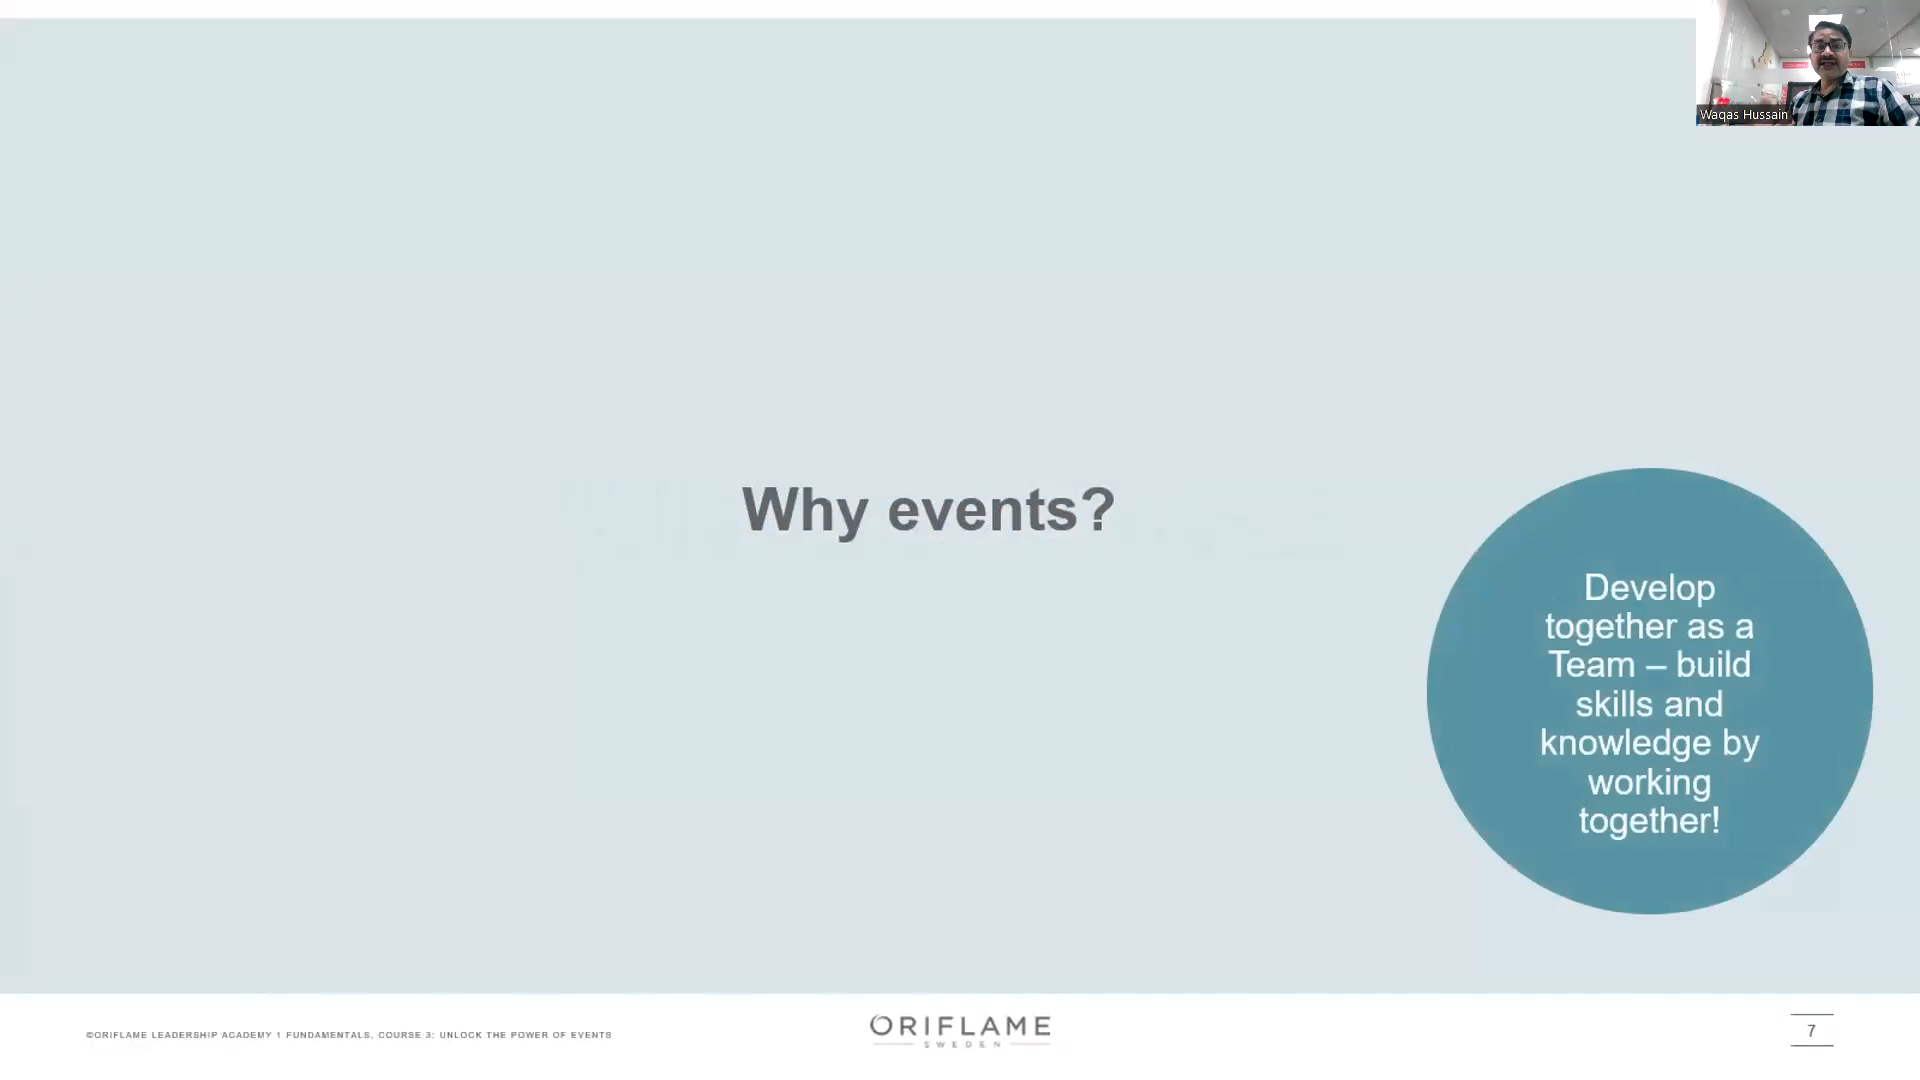 Waqas Hussain
Why events?
Develop
together as a
Team – build
skills and
knowledge by
working
together!
©ORIFLAME LEADERSHIP ACADEMY 1 FUNDAMENTALS, COURSE 3: UNLOCK THE POWER OF EVENTS
ORIFLAME
SWEDEN
7